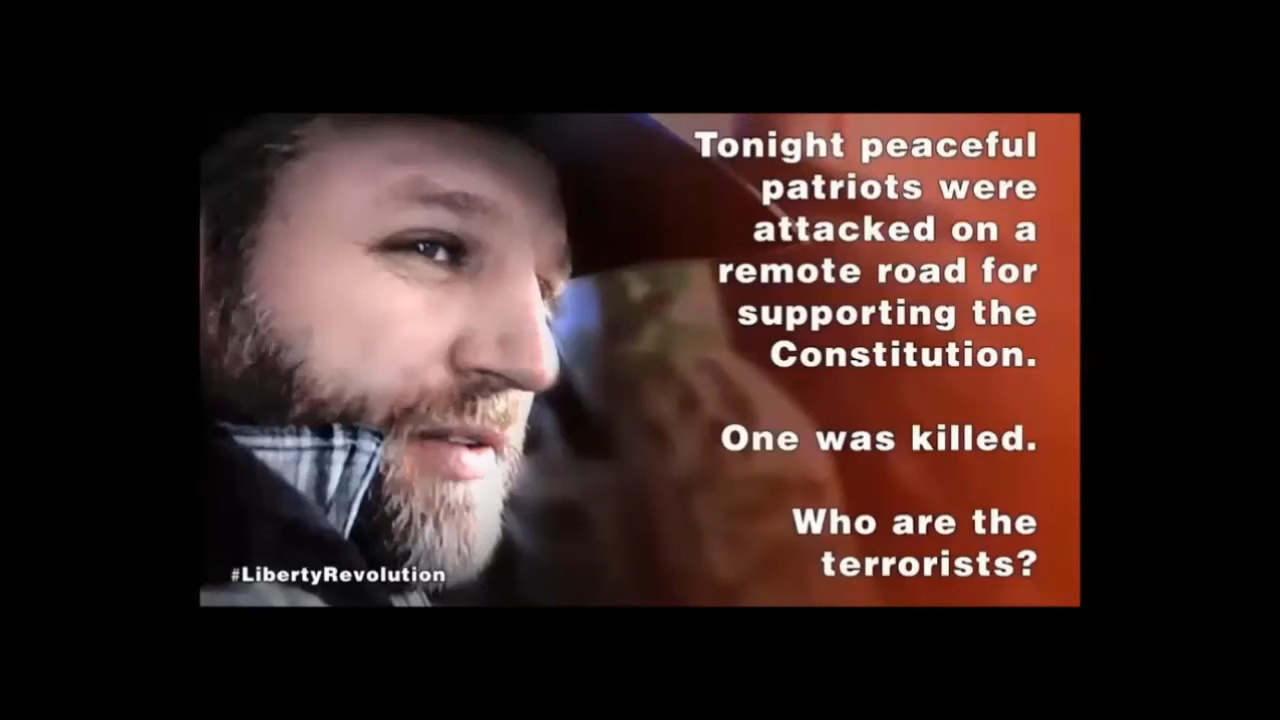 Tonight peaceful
patriots were
attacked on a
remote road for
supporting the
Constitution.
One was killed.
Who are the
terrorists?
#LibertyRevolution